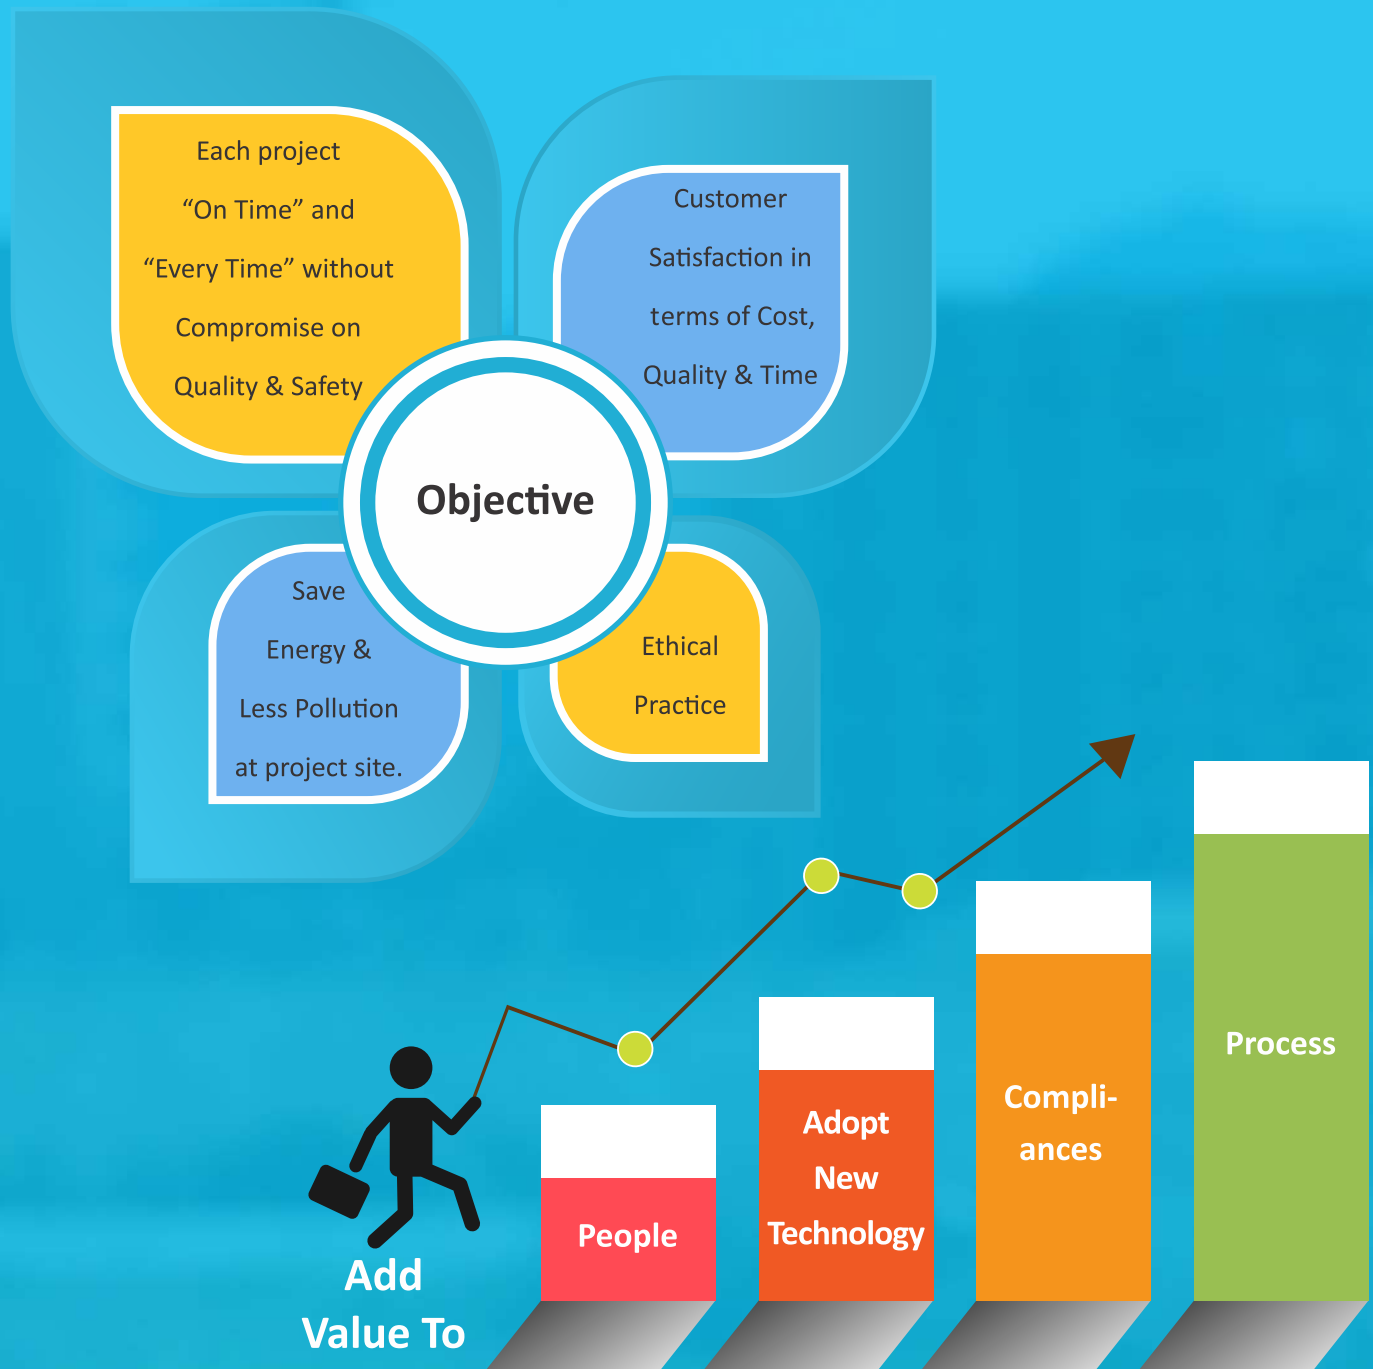 Each project
“On Time” and
“Every Time” without
Compromise on
Quality & Safety
Customer
Satisfaction in
terms of Cost,
Quality & Time
Objective
Save
Energy &
Less Pollution
at project site.
Ethical
Practice
Add
Value To
People
Adopt
New
Technology
Compli-
ances
Process